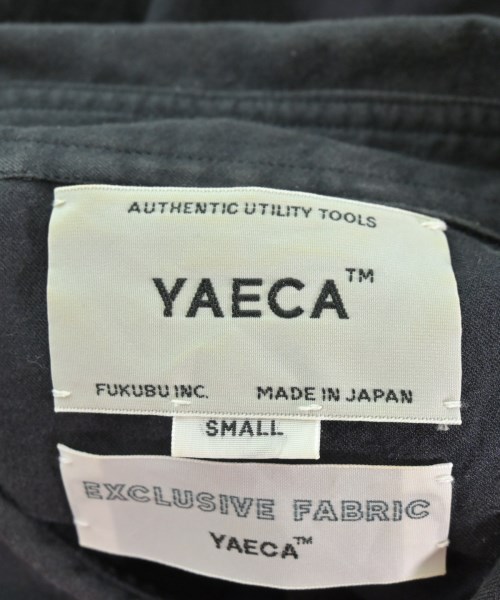 AUTHENTIC UTILITY TOOLS
YAECA™
FUKUBU INC. MADE IN JAPAN
SMALL
EXCLUSIVE FABRIC
YAECA™